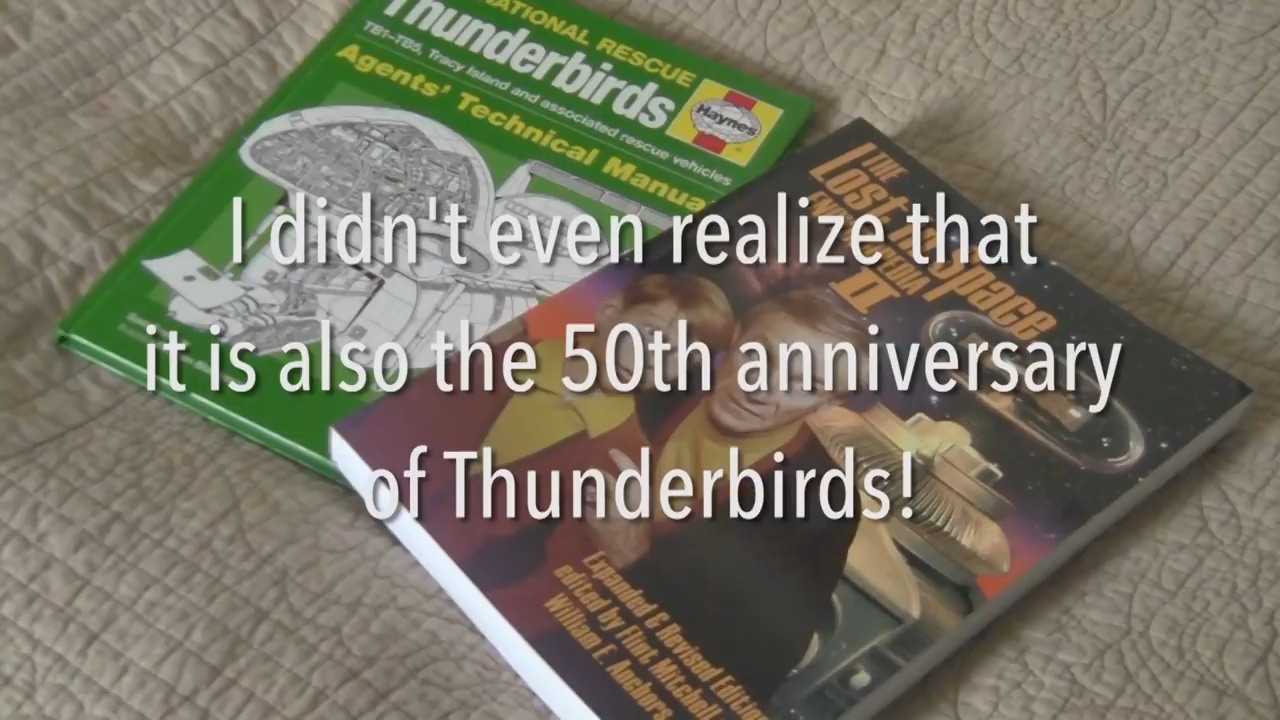 NATIONAL RESCUE
Thunderbirds
TB1-TB5, Tracy Island and associated rescue vehicles
Haynes
Agents' Technical Manual
THE
Lost in Space
II
I didn't even realize that
it is also the 50th anniversary
of Thunderbirds!
Expanded & Revised Edition
edited by Flint Mitchell
William E. Anchors